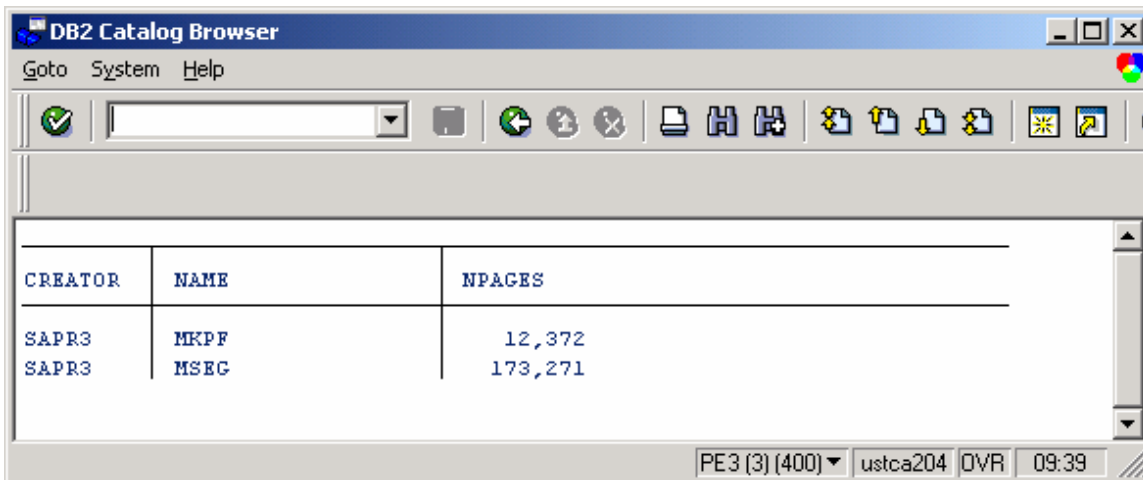 DB2 Catalog Browser
Goto System Help
CREATOR NAME NPAGES
SAPR3 MKPF 12,372
SAPR3 MSEG 173,271
PE3 (3) (400) ustca204 OVR 09:39